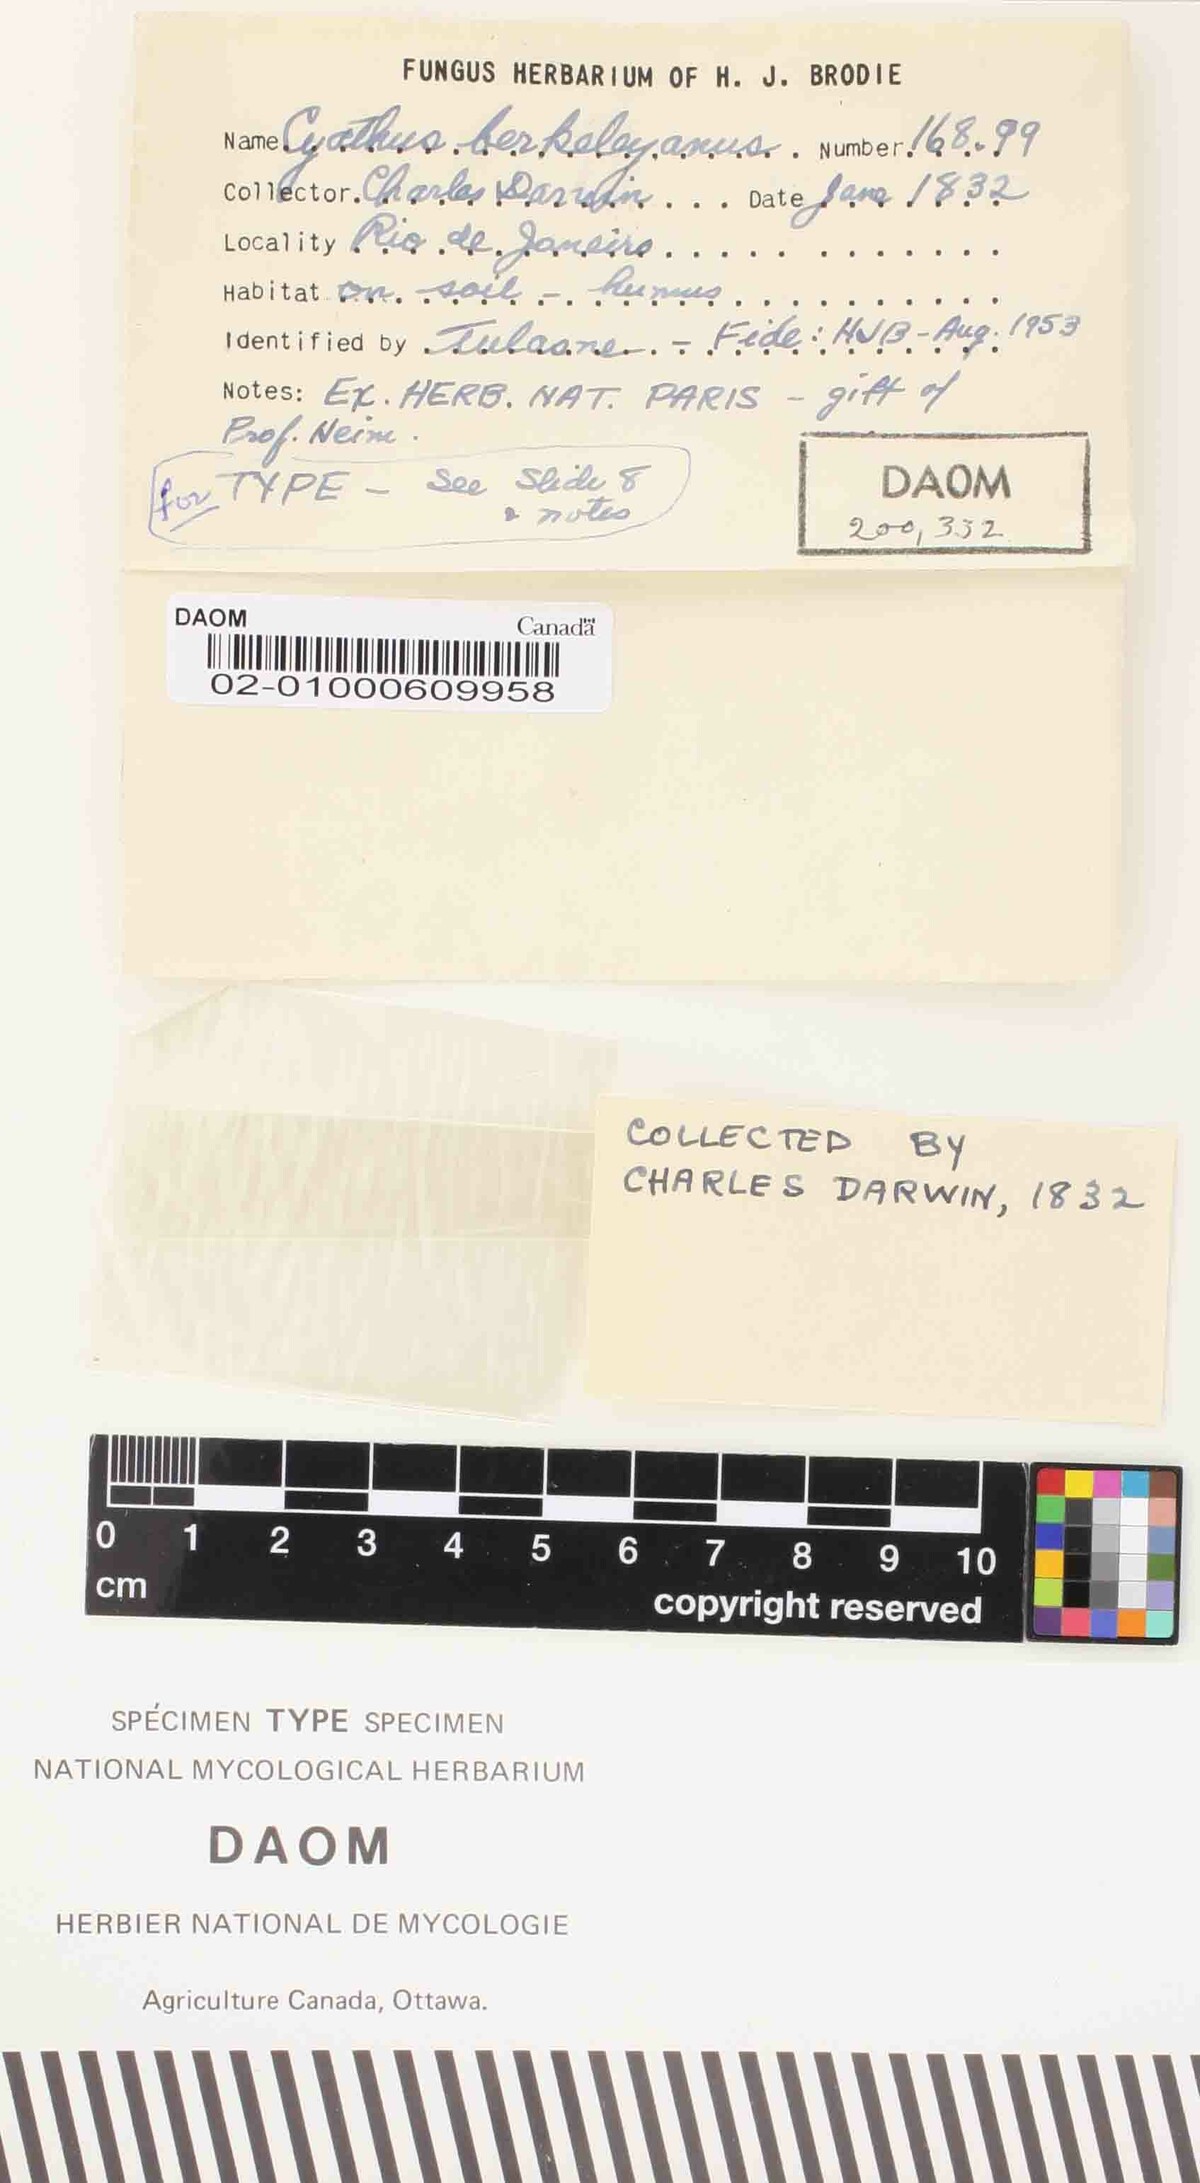 FUNGUS HERBARIUM OF H. J. BRODIE
Name Cyathus berkeleyanus. Number 168.99
Collector Charles Darwin Date June 1832
Locality Rio de Janeiro
Habitat on soil - humus
Identified by Tulasne - Fide: HJB - Aug. 1953
Notes: Ex. HERB. NAT. PARIS - gift of
Prof. Heim.
for TYPE - See Slide 8
& notes
DAOM
200,332
DAOM Canada
02-01000609958
COLLECTED BY
CHARLES DARWIN, 1832
0 1 2 3 4 5 6 7 8 9 10
cm
copyright reserved
SPÉCIMEN TYPE SPECIMEN
NATIONAL MYCOLOGICAL HERBARIUM
DAOM
HERBIER NATIONAL DE MYCOLOGIE
Agriculture Canada, Ottawa.